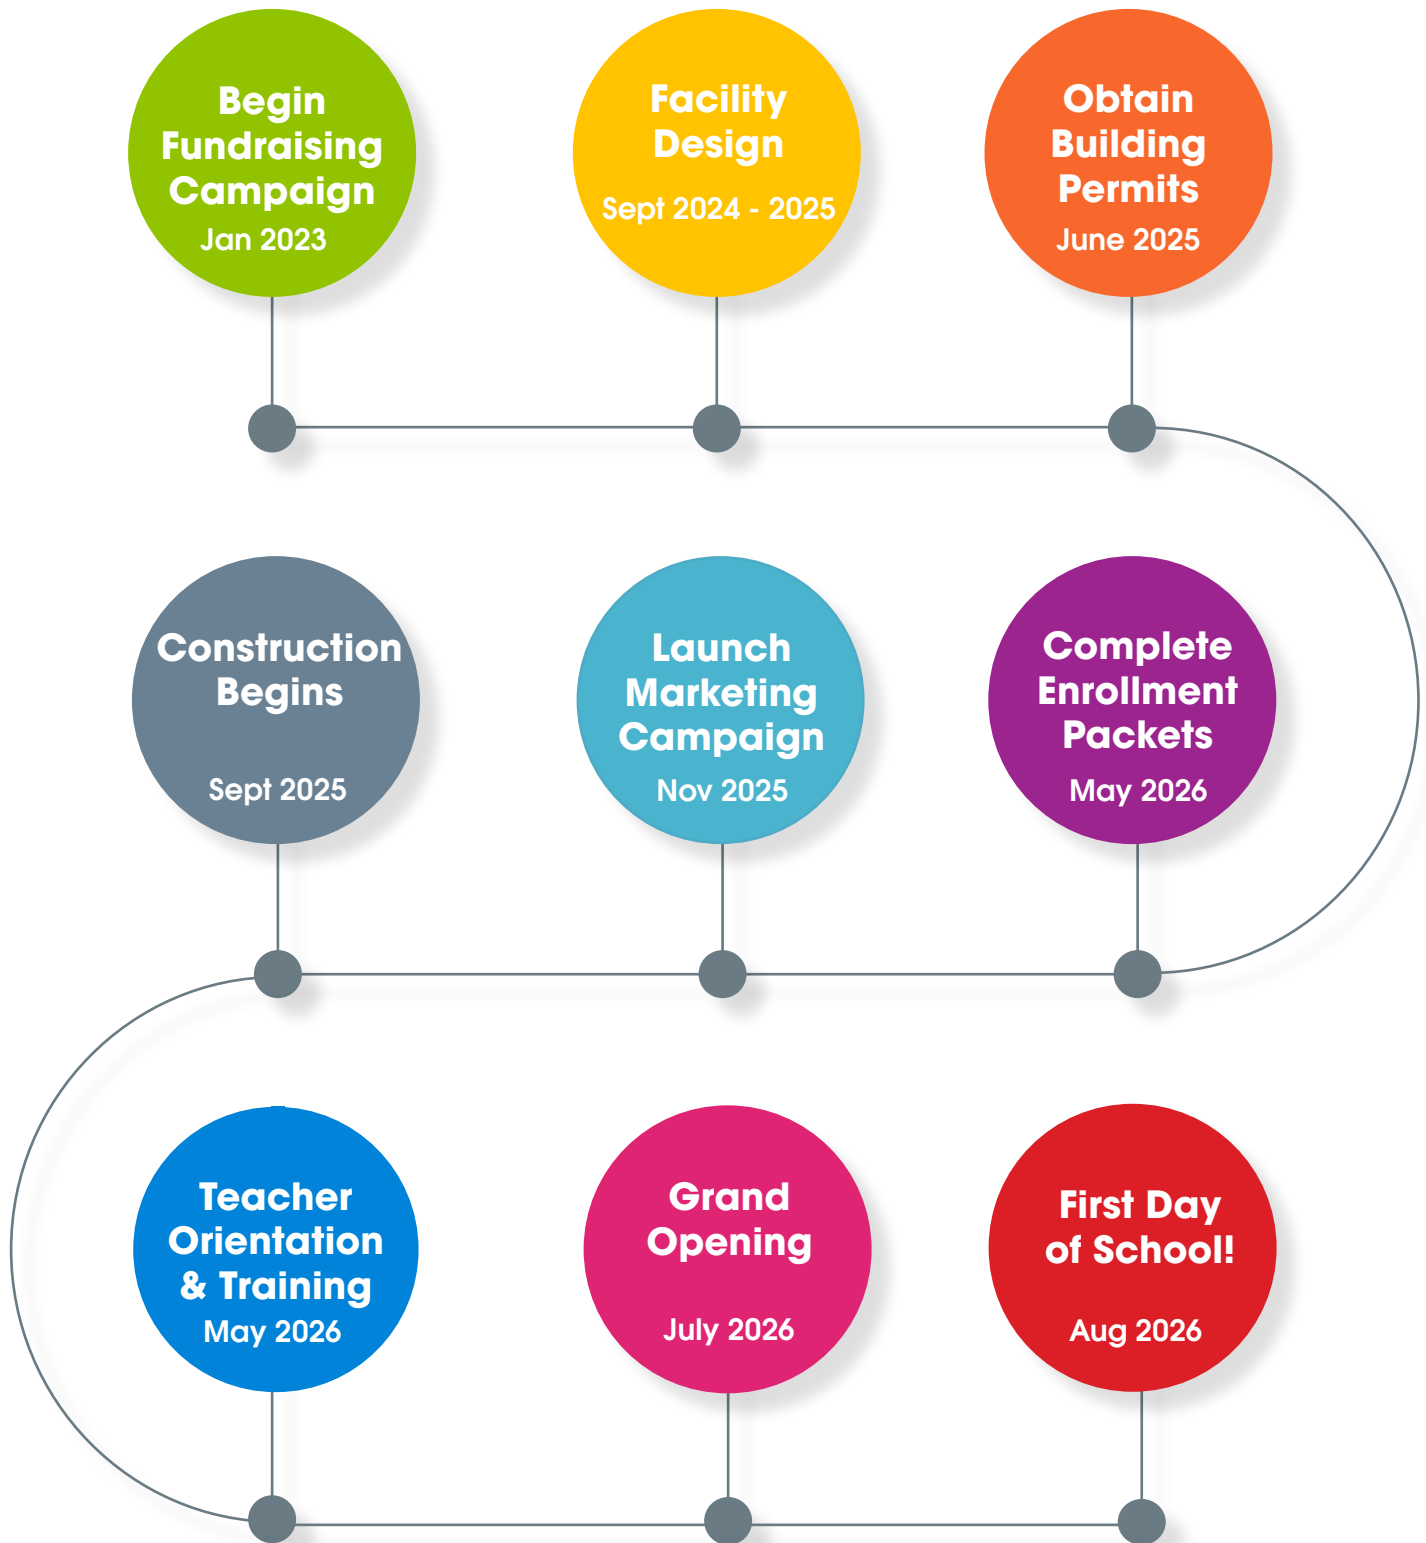 Begin
Fundraising
Campaign
Jan 2023
Facility
Design
Sept 2024 - 2025
Obtain
Building
Permits
June 2025
Construction
Begins
Sept 2025
Launch
Marketing
Campaign
Nov 2025
Complete
Enrollment
Packets
May 2026
Teacher
Orientation
& Training
May 2026
Grand
Opening
July 2026
First Day
of School!
Aug 2026